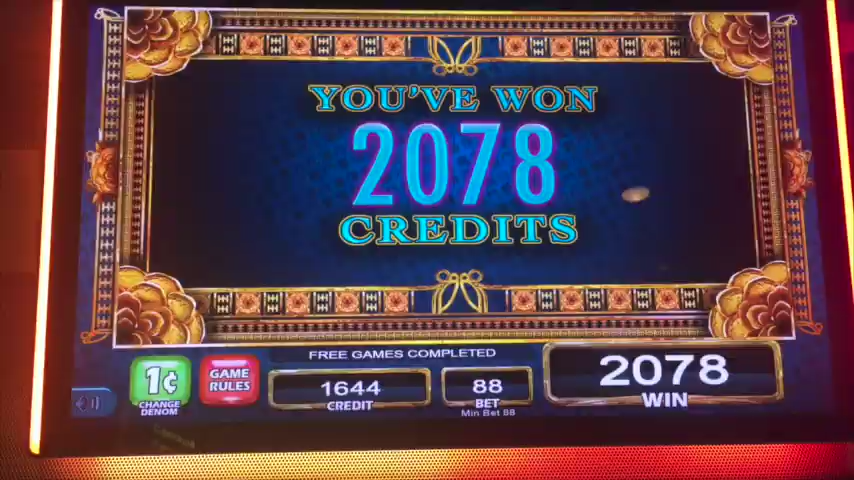 YOU'VE WON
2078
CREDITS
FREE GAMES COMPLETED
1¢
CHANGE
DENOM
GAME
RULES
1644
CREDIT
88
BET
Min Bet 88
2078
WIN